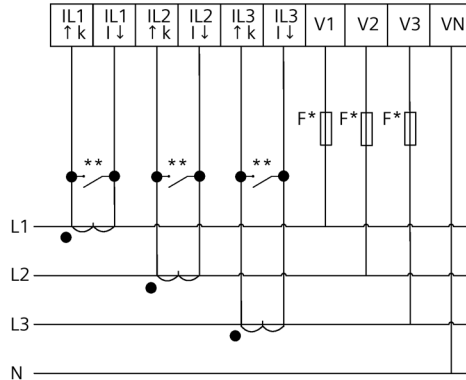 IL1 IL1 IL2 IL2 IL3 IL3 V1 V2 V3 VN
↑k I↓ ↑k I↓ ↑k I↓
F* F* F*
** ** **
L1
L2
L3
N